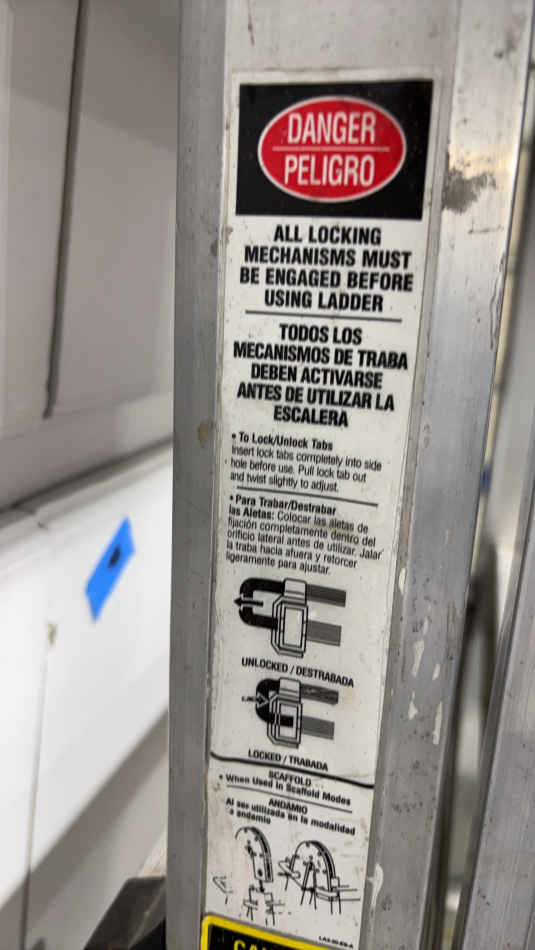 DANGER
PELIGRO
ALL LOCKING
MECHANISMS MUST
BE ENGAGED BEFORE
USING LADDER
TODOS LOS
MECANISMOS DE TRABA
DEBEN ACTIVARSE
ANTES DE UTILIZAR LA
ESCALERA
• To Lock/Unlock Tabs
Insert lock tabs completely into side
hole before use. Pull lock tab out
and twist slightly to adjust.
• Para Trabar/Destrabar
las Aletas: Colocar las aletas de
fijación completamente dentro del
orificio lateral antes de utilizar. Jalar
la traba hacia afuera y retorcer
ligeramente para ajustar.
UNLOCKED / DESTRABADA
LOCKED / TRABADA
SCAFFOLD
• When Used In Scaffold Modes
ANDAMIO
Al ser utilizada en la modalidad
andamio